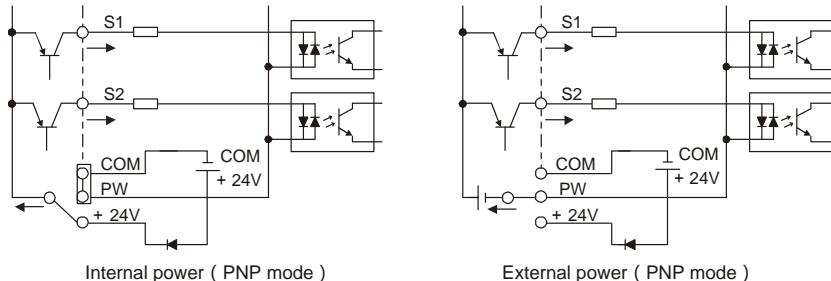 S1
S2
COM
COM
+ 24V
PW
+ 24V
Internal power ( PNP mode )
S1
S2
COM
COM
+ 24V
PW
+ 24V
External power ( PNP mode )